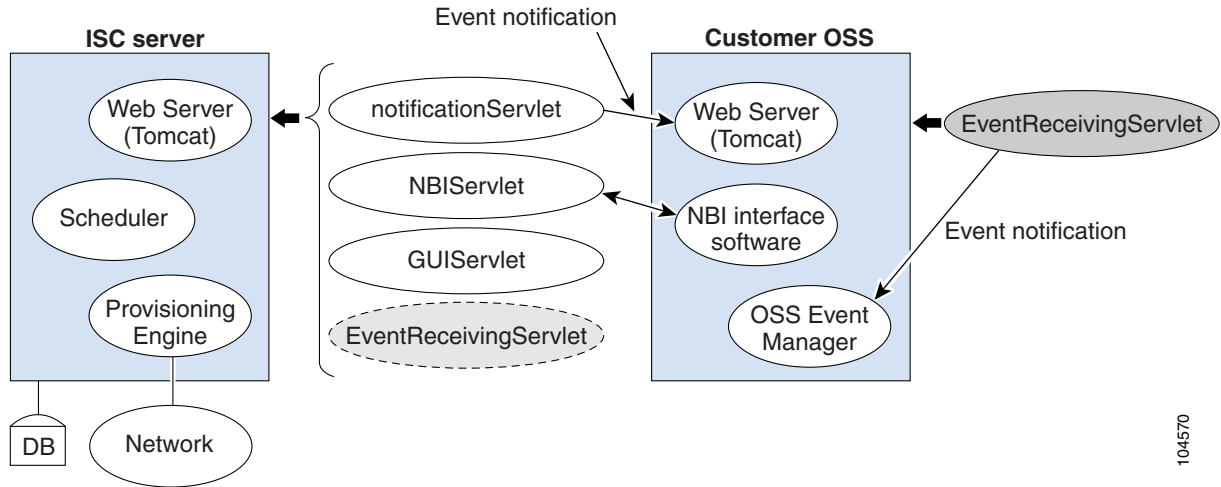 Event notification
ISC server
Customer OSS
Web Server
(Tomcat)
notificationServlet
Web Server
(Tomcat)
EventReceivingServlet
Scheduler
NBIServlet
NBI interface
software
Event notification
GUIServlet
Provisioning
Engine
EventReceivingServlet
OSS Event
Manager
DB
Network
104570